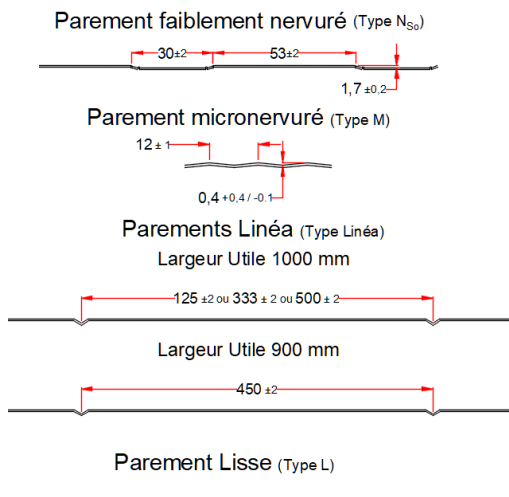 Parement faiblement nervuré (Type N_So)
30±2 53±2
1,7 ±0,2
Parement micronervuré (Type M)
12 ± 1
0,4 +0,4 / -0.1
Parements Linéa (Type Linéa)
Largeur Utile 1000 mm
125 ±2 ou 333 ± 2 ou 500 ± 2
Largeur Utile 900 mm
450 ±2
Parement Lisse (Type L)